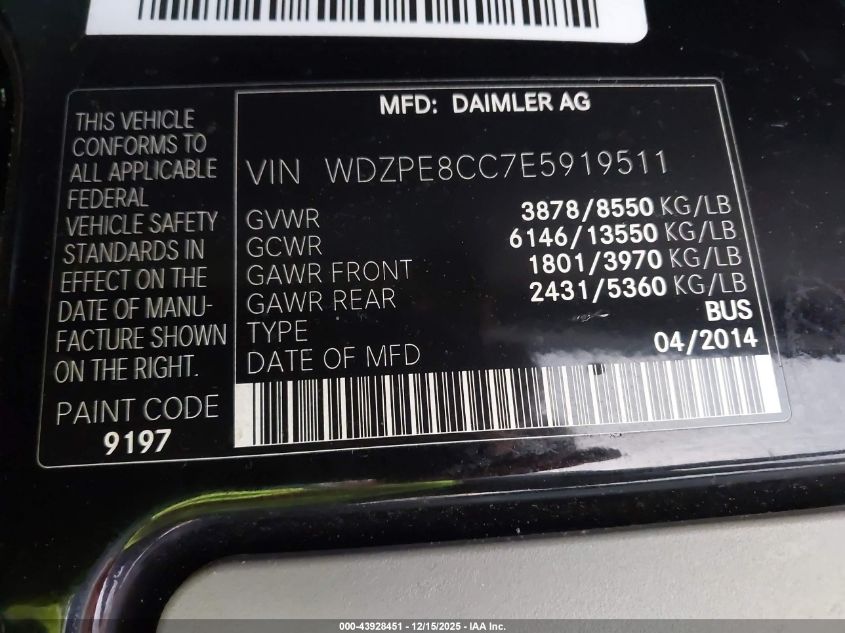 THIS VEHICLE
CONFORMS TO
ALL APPLICABLE
FEDERAL
VEHICLE SAFETY
STANDARDS IN
EFFECT ON THE
DATE OF MANU-
FACTURE SHOWN
ON THE RIGHT.
PAINT CODE
9197
MFD: DAIMLER AG
VIN WDZPE8CC7E5919511
GVWR 3878/8550 KG/LB
GCWR 6146/13550 KG/LB
GAWR FRONT 1801/3970 KG/LB
GAWR REAR 2431/5360 KG/LB
TYPE BUS
DATE OF MFD 04/2014
000-43928451 - 12/15/2025 - IAA Inc.